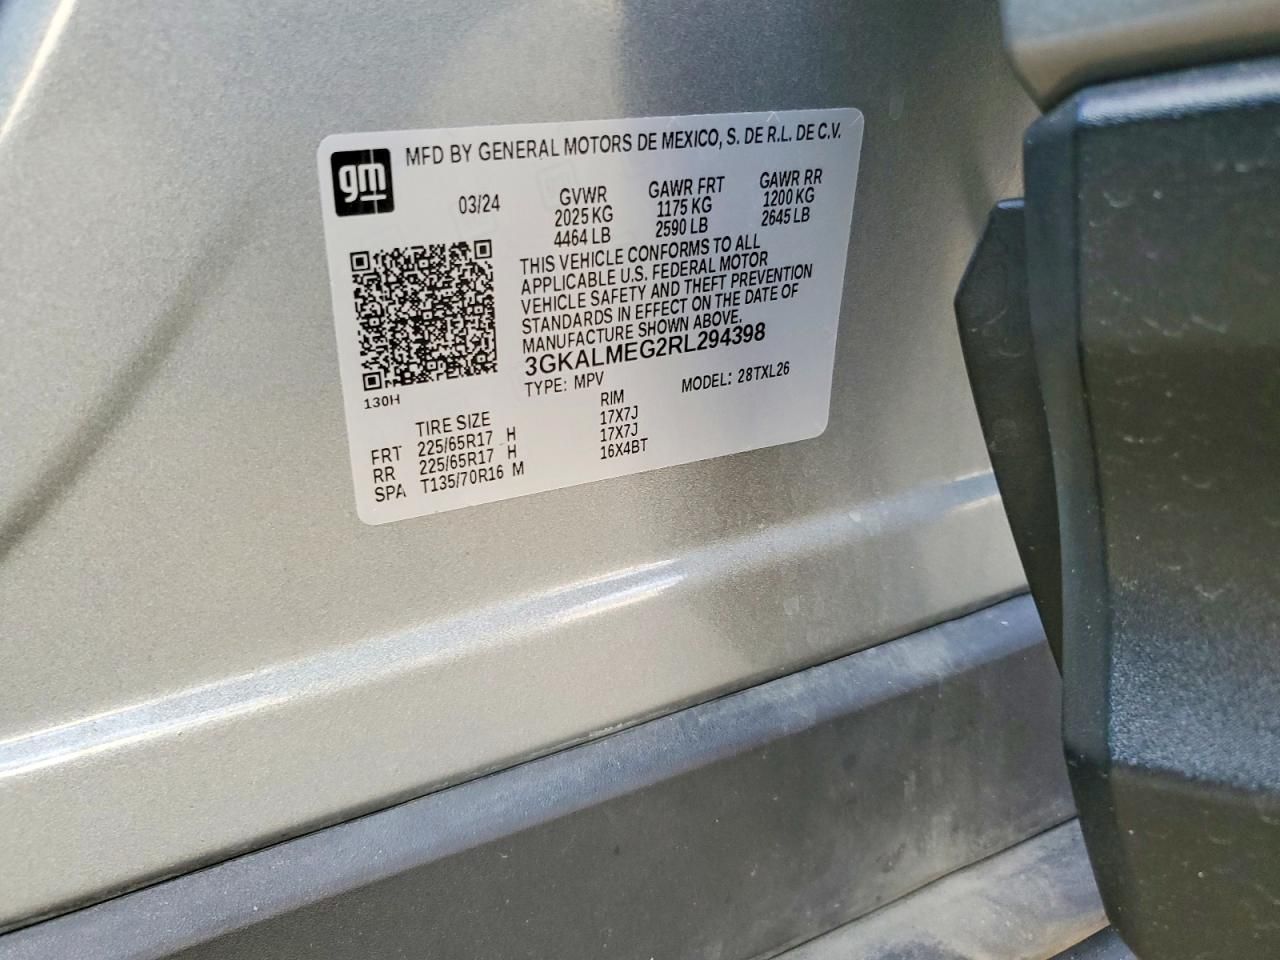 gm
MFD BY GENERAL MOTORS DE MEXICO, S. DE R.L. DE C.V.
03/24 GVWR GAWR FRT GAWR RR
2025 KG 1175 KG 1200 KG
4464 LB 2590 LB 2645 LB
THIS VEHICLE CONFORMS TO ALL
APPLICABLE U.S. FEDERAL MOTOR
VEHICLE SAFETY AND THEFT PREVENTION
STANDARDS IN EFFECT ON THE DATE OF
MANUFACTURE SHOWN ABOVE.
3GKALMEG2RL294398
130H
TYPE: MPV MODEL: 28TXL26
TIRE SIZE RIM
FRT 225/65R17 H 17X7J
RR 225/65R17 H 17X7J
SPA T135/70R16 M 16X4BT